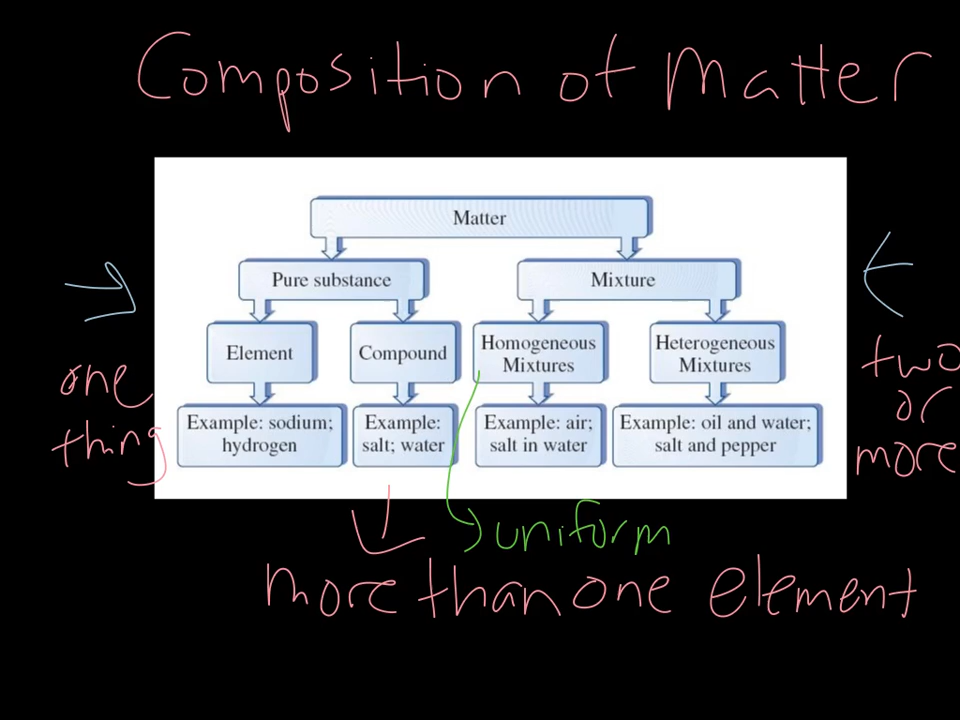 Composition of Matter
Matter
Pure substance
Mixture
Element
Compound
Homogeneous
Mixtures
Heterogeneous
Mixtures
Example: sodium;
hydrogen
Example:
salt; water
Example: air;
salt in water
Example: oil and water;
salt and pepper
one
thing
two
or
more
uniform
more than one element